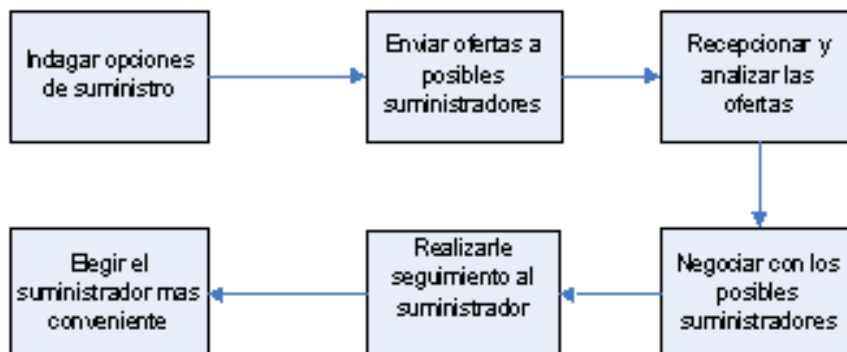 Indagar opciones
de suministro
Enviar ofertas a
posibles
suministradores
Recepcionar y
analizar las
ofertas
Negociar con los
posibles
suministradores
Realizarle
seguimiento al
suministrador
Elegir el
suministrador mas
conveniente